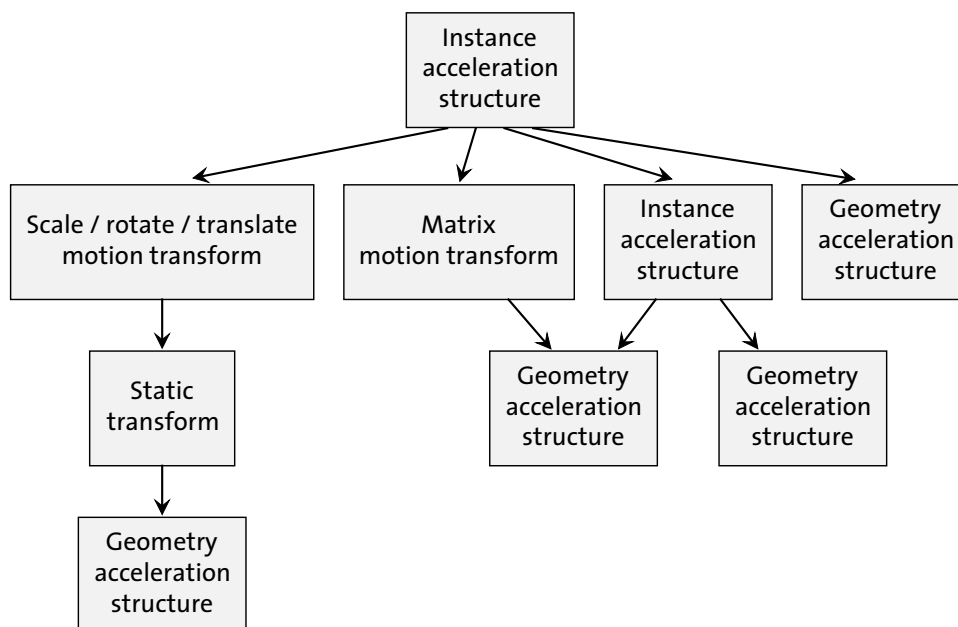 Instance
acceleration
structure
Scale / rotate / translate
motion transform
Matrix
motion transform
Instance
acceleration
structure
Geometry
acceleration
structure
Static
transform
Geometry
acceleration
structure
Geometry
acceleration
structure
Geometry
acceleration
structure